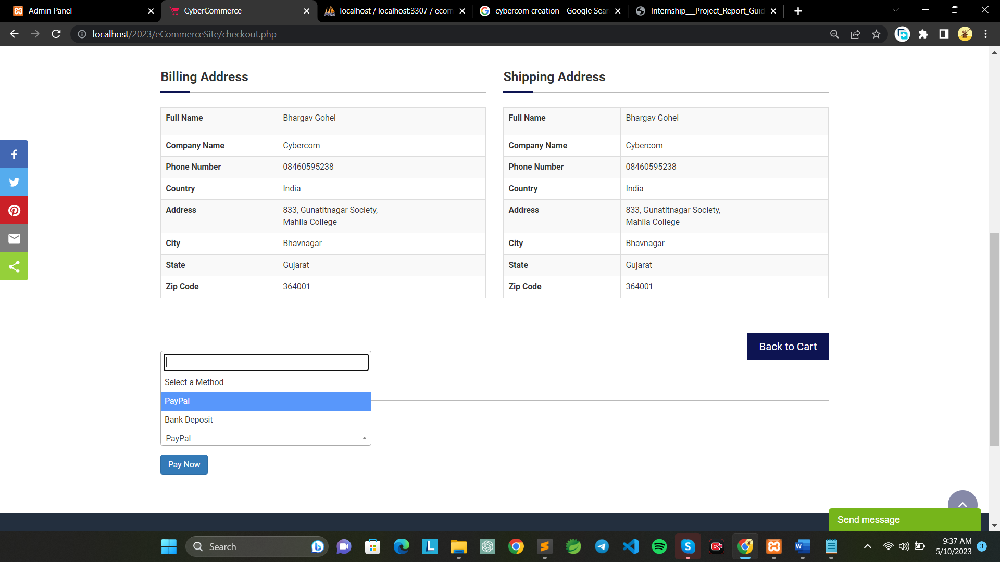 Admin Panel
CyberCommerce
localhost / localhost:3307 / ecom
cybercom creation - Google Sear
Internship___Project_Report_Guid
localhost/2023/eCommerceSite/checkout.php
Billing Address
Full Name Bhargav Gohel
Company Name Cybercom
Phone Number 08460595238
Country India
Address 833, Gunatitnagar Society,
Mahila College
City Bhavnagar
State Gujarat
Zip Code 364001
Shipping Address
Full Name Bhargav Gohel
Company Name Cybercom
Phone Number 08460595238
Country India
Address 833, Gunatitnagar Society,
Mahila College
City Bhavnagar
State Gujarat
Zip Code 364001
Back to Cart
Select a Method
PayPal
Bank Deposit
PayPal
Pay Now
Send message
Search
9:37 AM
5/10/2023
3